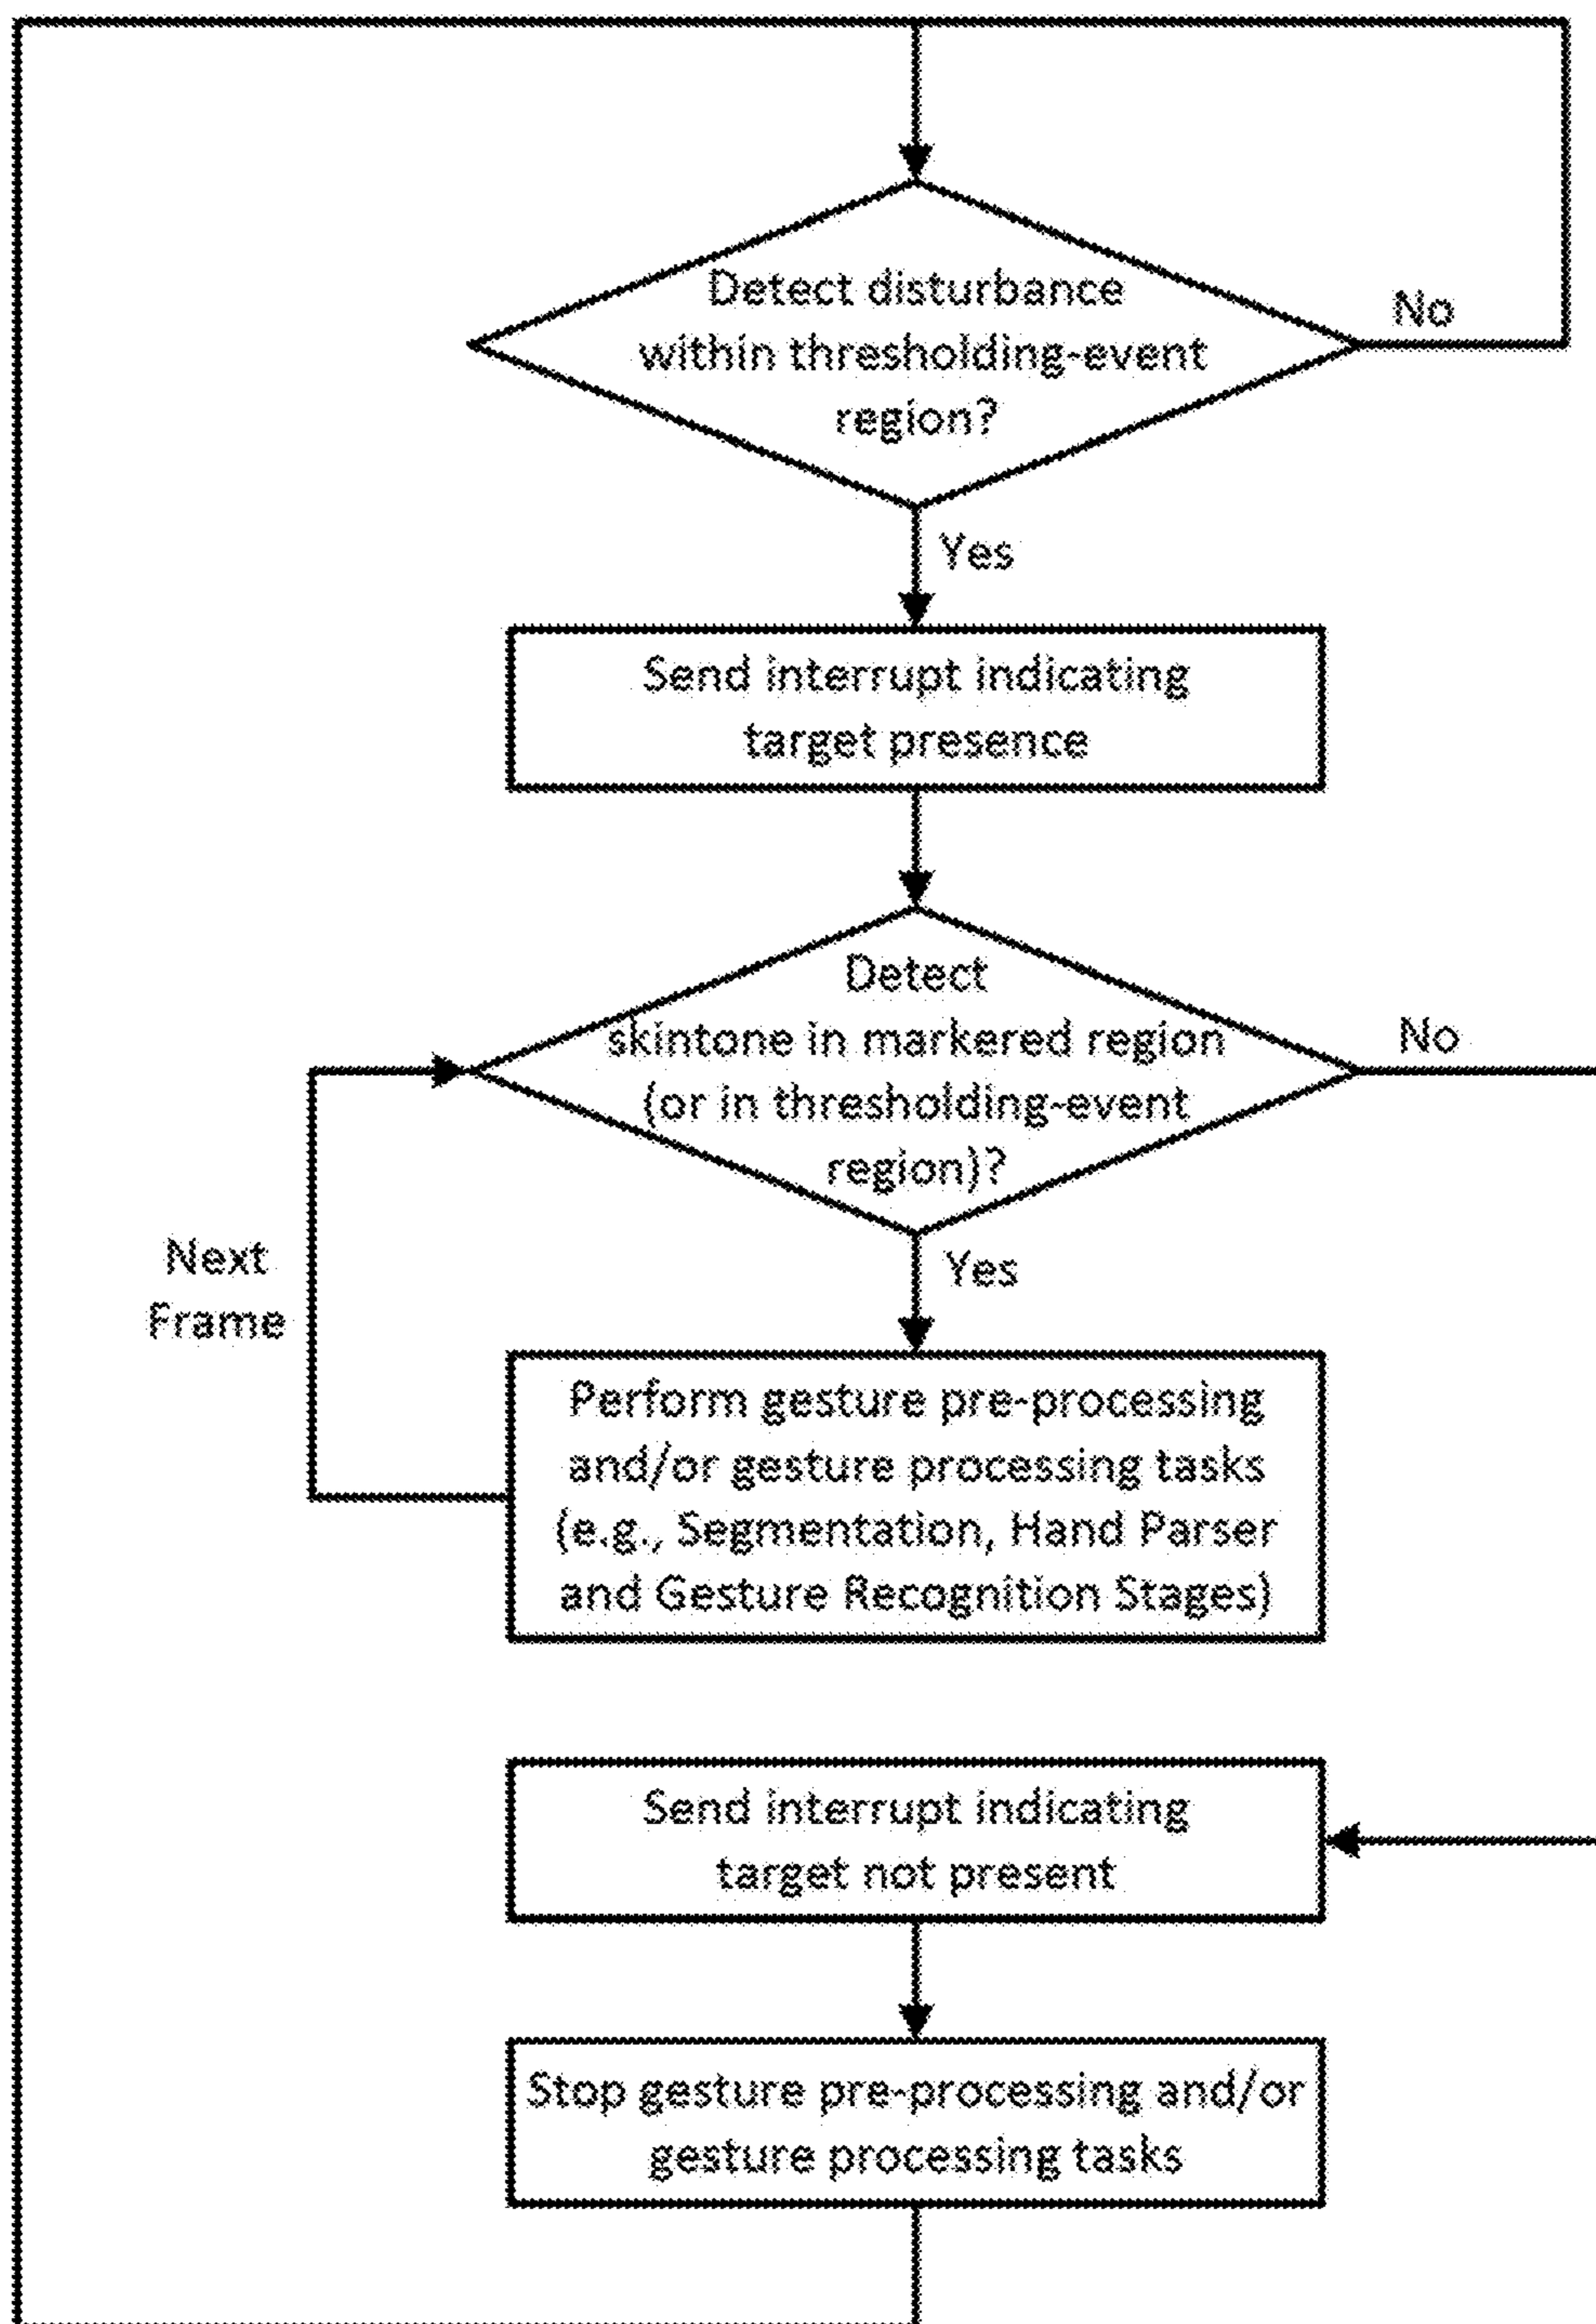 Detect disturbance
within thresholding-event
region?
No
Yes
Send interrupt indicating
target presence
Detect
skintone in markered region
(or in thresholding-event
region)?
No
Yes
Next
Frame
Perform gesture pre-processing
and/or gesture processing tasks
(e.g., Segmentation, Hand Parser
and Gesture Recognition Stages)
Send interrupt indicating
target not present
Stop gesture pre-processing and/or
gesture processing tasks